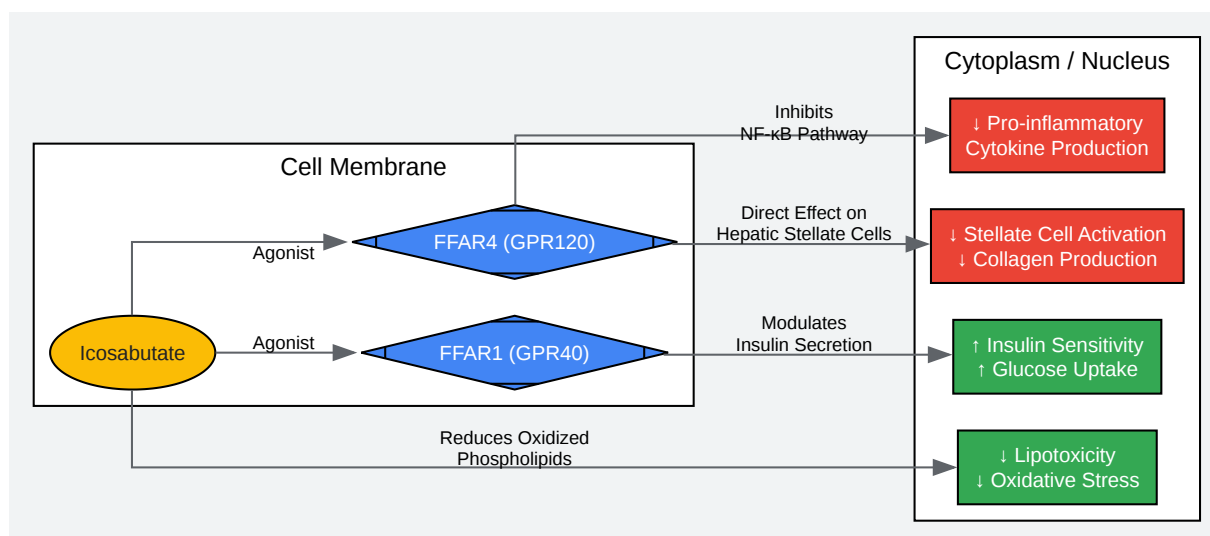 Cytoplasm / Nucleus
Inhibits
NF-κB Pathway
↓ Pro-inflammatory
Cytokine Production
Cell Membrane
FFAR4 (GPR120)
Agonist
Direct Effect on
Hepatic Stellate Cells
↓ Stellate Cell Activation
↓ Collagen Production
Icosabutate
Agonist
FFAR1 (GPR40)
Modulates
Insulin Secretion
↑ Insulin Sensitivity
↑ Glucose Uptake
Reduces Oxidized
Phospholipids
↓ Lipotoxicity
↓ Oxidative Stress